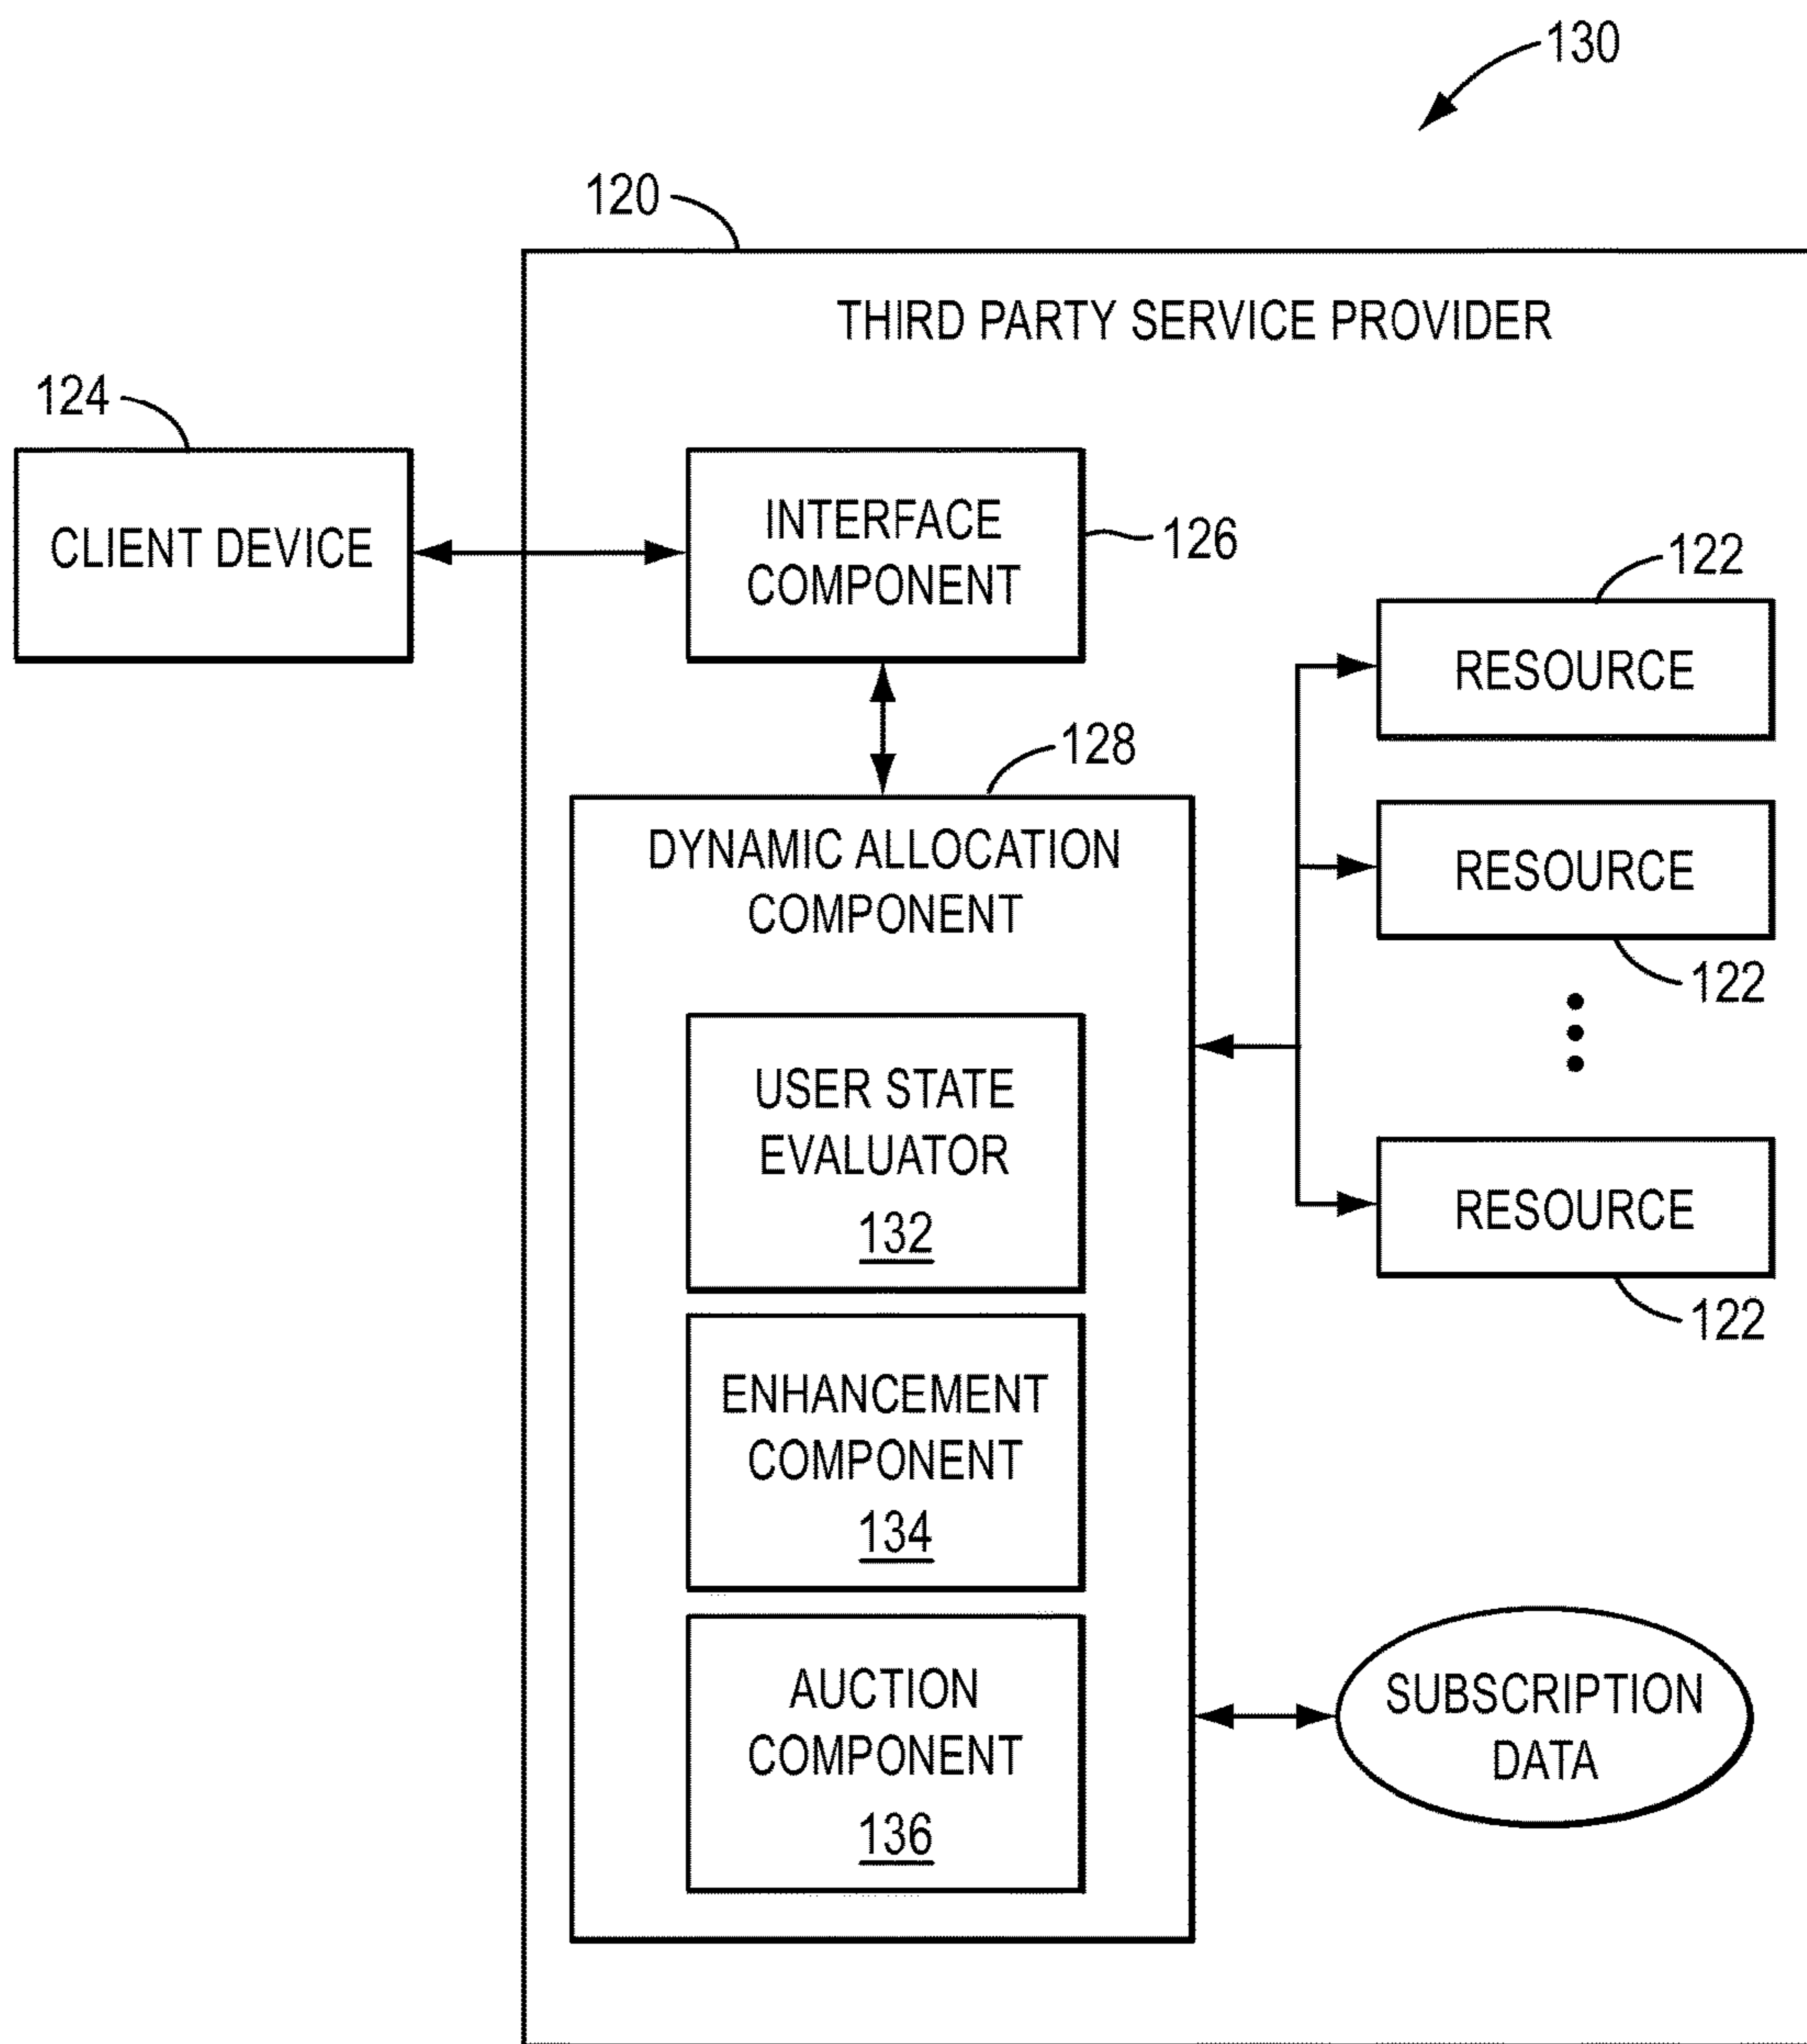 130
120
THIRD PARTY SERVICE PROVIDER
124
CLIENT DEVICE
INTERFACE
COMPONENT
126
122
RESOURCE
128
DYNAMIC ALLOCATION
COMPONENT
RESOURCE
122
USER STATE
EVALUATOR
132
RESOURCE
122
ENHANCEMENT
COMPONENT
134
AUCTION
COMPONENT
136
SUBSCRIPTION
DATA